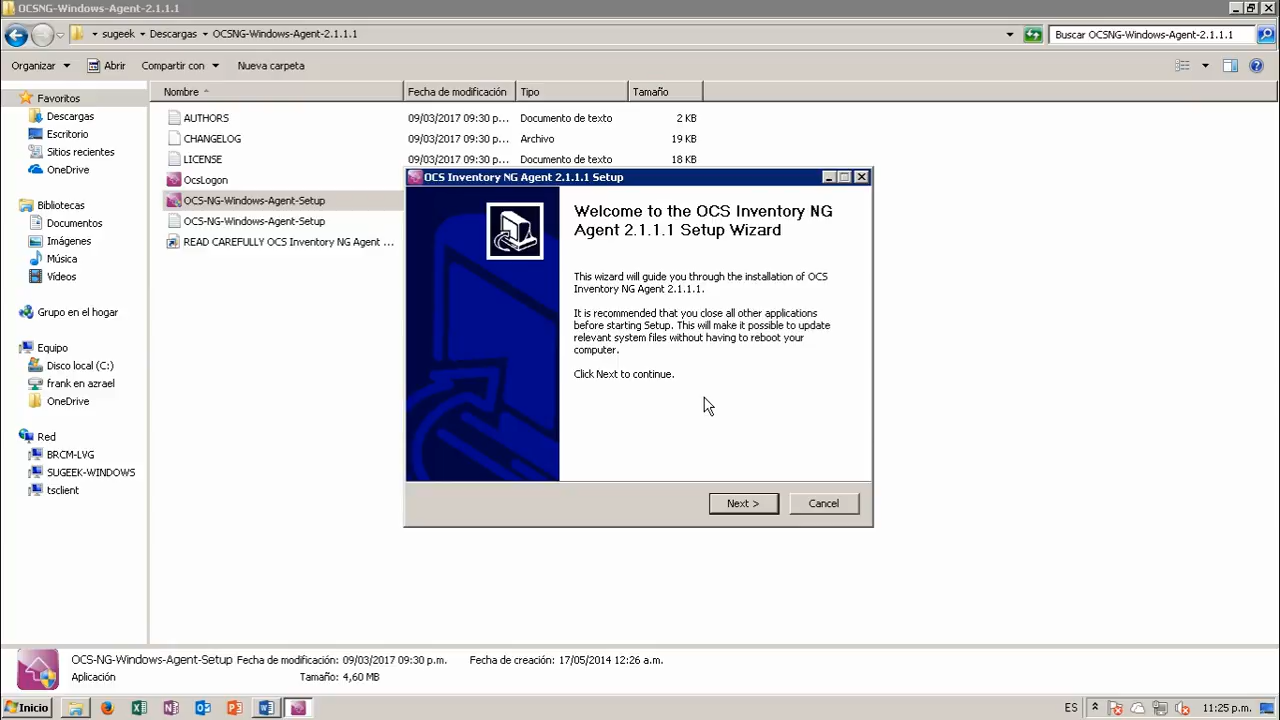 OCSNG-Windows-Agent-2.1.1.1
sugeek Descargas OCSNG-Windows-Agent-2.1.1.1
Buscar OCSNG-Windows-Agent-2.1.1.1
Organizar Abrir Compartir con Nueva carpeta
Favoritos
Descargas
Escritorio
Sitios recientes
OneDrive
Bibliotecas
Documentos
Imágenes
Música
Vídeos
Grupo en el hogar
Equipo
Disco local (C:)
frank en azrael
OneDrive
Red
BRCM-LVG
SUGEEK-WINDOWS
tsclient
Nombre Fecha de modificación Tipo Tamaño
AUTHORS 09/03/2017 09:30 p... Documento de texto 2 KB
CHANGELOG 09/03/2017 09:30 p... Archivo 19 KB
LICENSE 09/03/2017 09:30 p... Documento de texto 18 KB
OcsLogon
OCS-NG-Windows-Agent-Setup
OCS-NG-Windows-Agent-Setup
READ CAREFULLY OCS Inventory NG Agent ...
OCS Inventory NG Agent 2.1.1.1 Setup
Welcome to the OCS Inventory NG
Agent 2.1.1.1 Setup Wizard
This wizard will guide you through the installation of OCS
Inventory NG Agent 2.1.1.1.
It is recommended that you close all other applications
before starting Setup. This will make it possible to update
relevant system files without having to reboot your
computer.
Click Next to continue.
Next > Cancel
OCS-NG-Windows-Agent-Setup Fecha de modificación: 09/03/2017 09:30 p.m. Fecha de creación: 17/05/2014 12:26 a.m.
Aplicación Tamaño: 4,60 MB
Inicio ES 11:25 p.m.